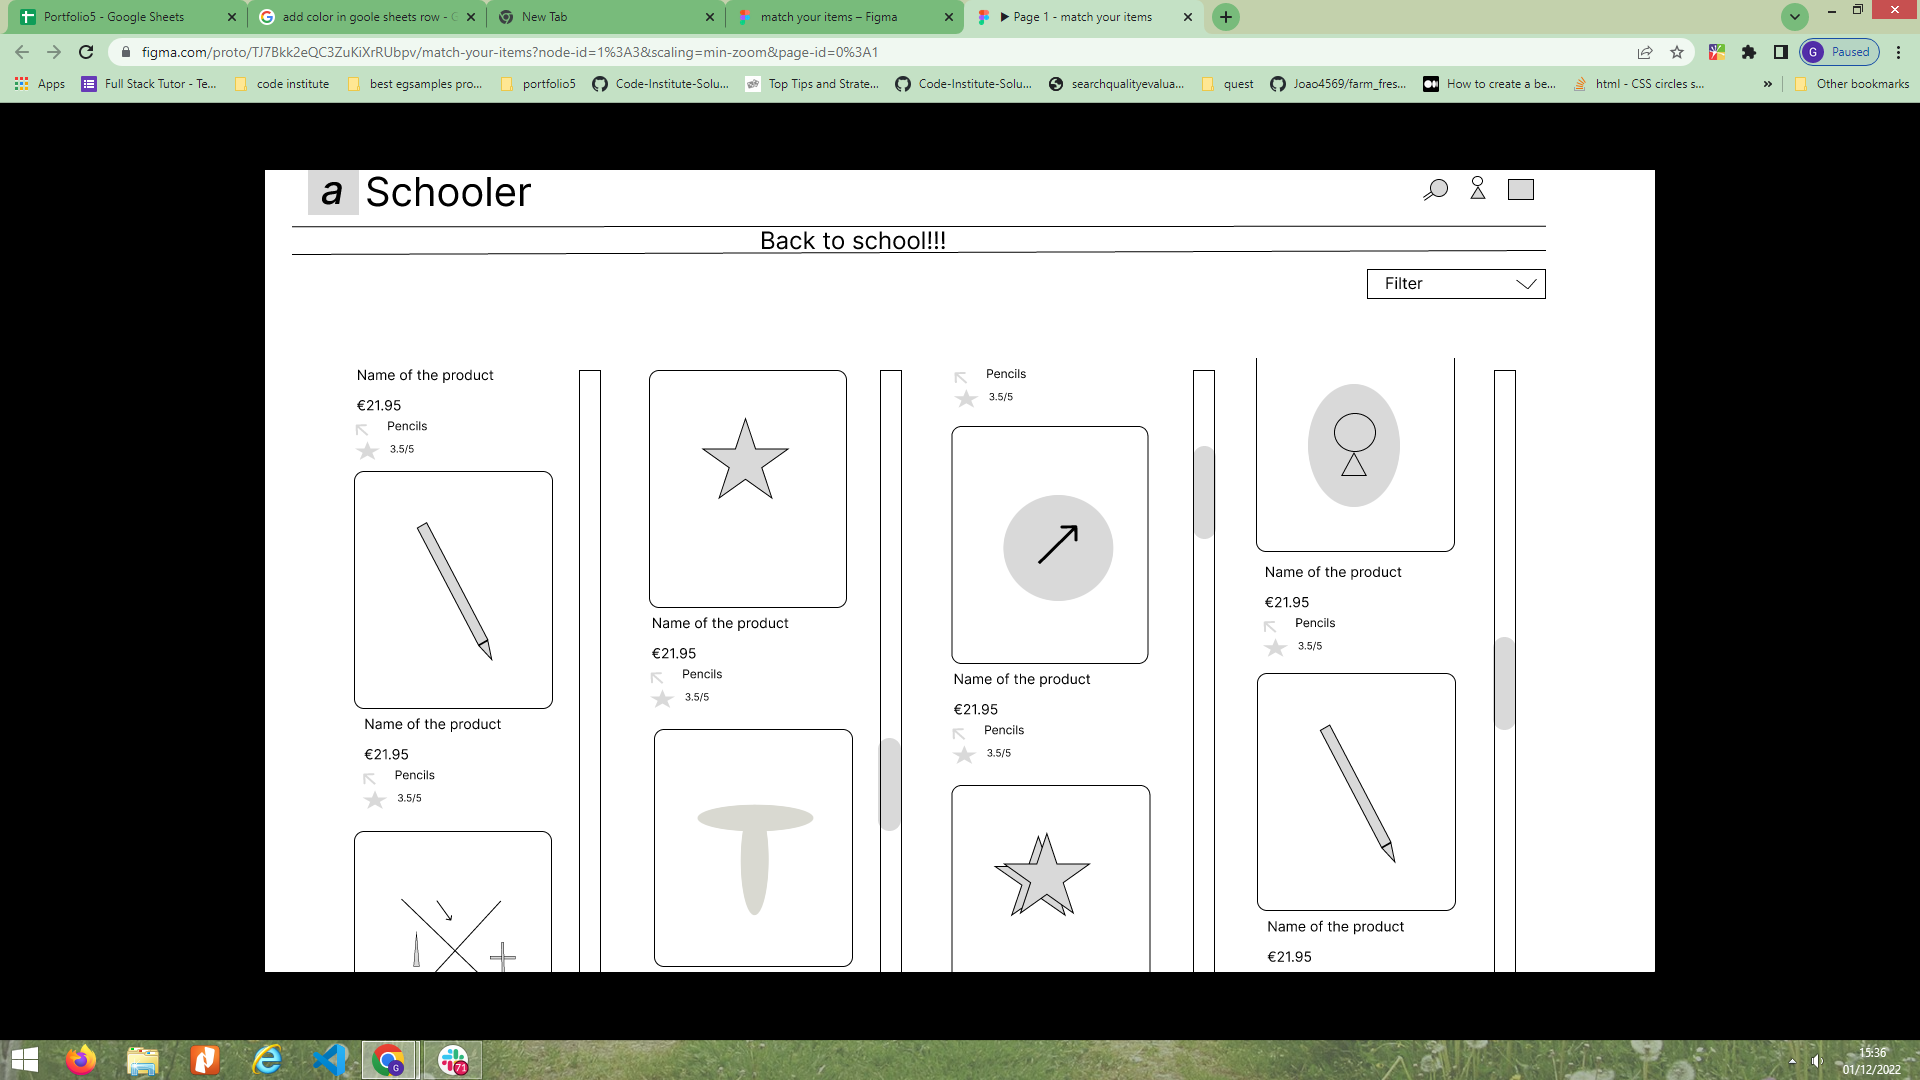 Portfolio5 - Google Sheets
add color in goole sheets row - G
New Tab
match your items – Figma
Page 1 - match your items
figma.com/proto/TJ7Bkk2eQC3ZuKiXrRUbpv/match-your-items?node-id=1%3A3&scaling=min-zoom&page-id=0%3A1
G Paused
Apps
Full Stack Tutor - Te...
code institute
best egsamples pro...
portfolio5
Code-Institute-Solu...
Top Tips and Strate...
Code-Institute-Solu...
searchqualityevalua...
quest
Joao4569/farm_fres...
How to create a be...
html - CSS circles s...
»
Other bookmarks
a Schooler
Back to school!!!
Filter
Name of the product
€21.95
Pencils
3.5/5
Name of the product
€21.95
Pencils
3.5/5
Name of the product
€21.95
Pencils
3.5/5
Pencils
3.5/5
Name of the product
€21.95
Pencils
3.5/5
Name of the product
€21.95
Pencils
3.5/5
Name of the product
€21.95
G
71
15:36
01/12/2022